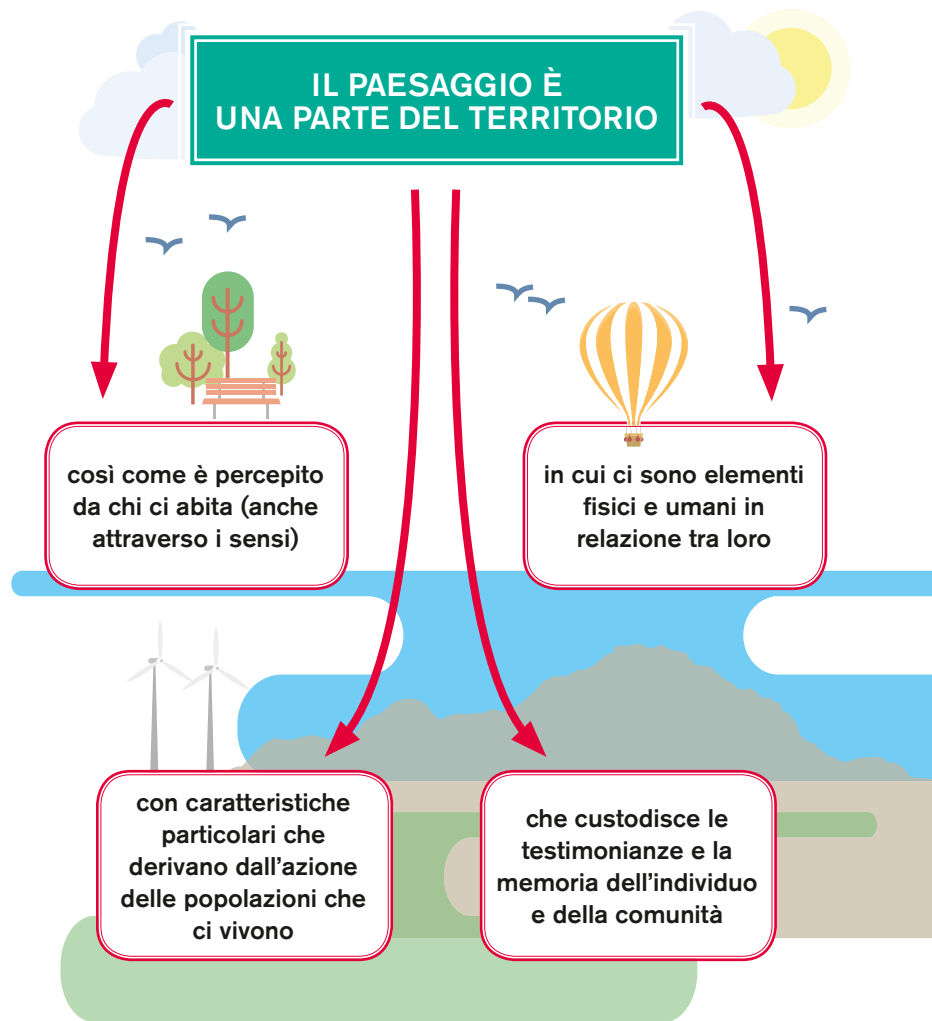 IL PAESAGGIO È
UNA PARTE DEL TERRITORIO
così come è percepito
da chi ci abita (anche
attraverso i sensi)
in cui ci sono elementi
fisici e umani in
relazione tra loro
con caratteristiche
particolari che
derivano dall’azione
delle popolazioni che
ci vivono
che custodisce le
testimonianze e la
memoria dell’individuo
e della comunità